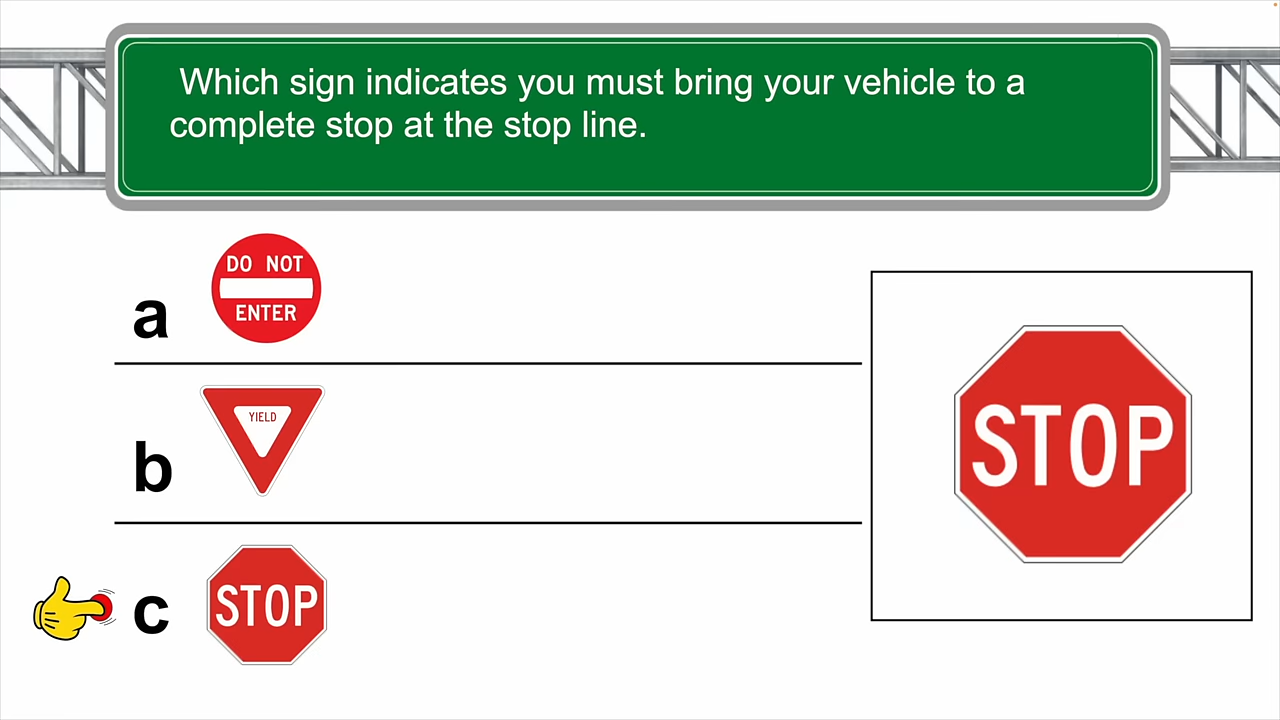 Which sign indicates you must bring your vehicle to a
complete stop at the stop line.
a
DO NOT
ENTER
b
YIELD
c
STOP
STOP